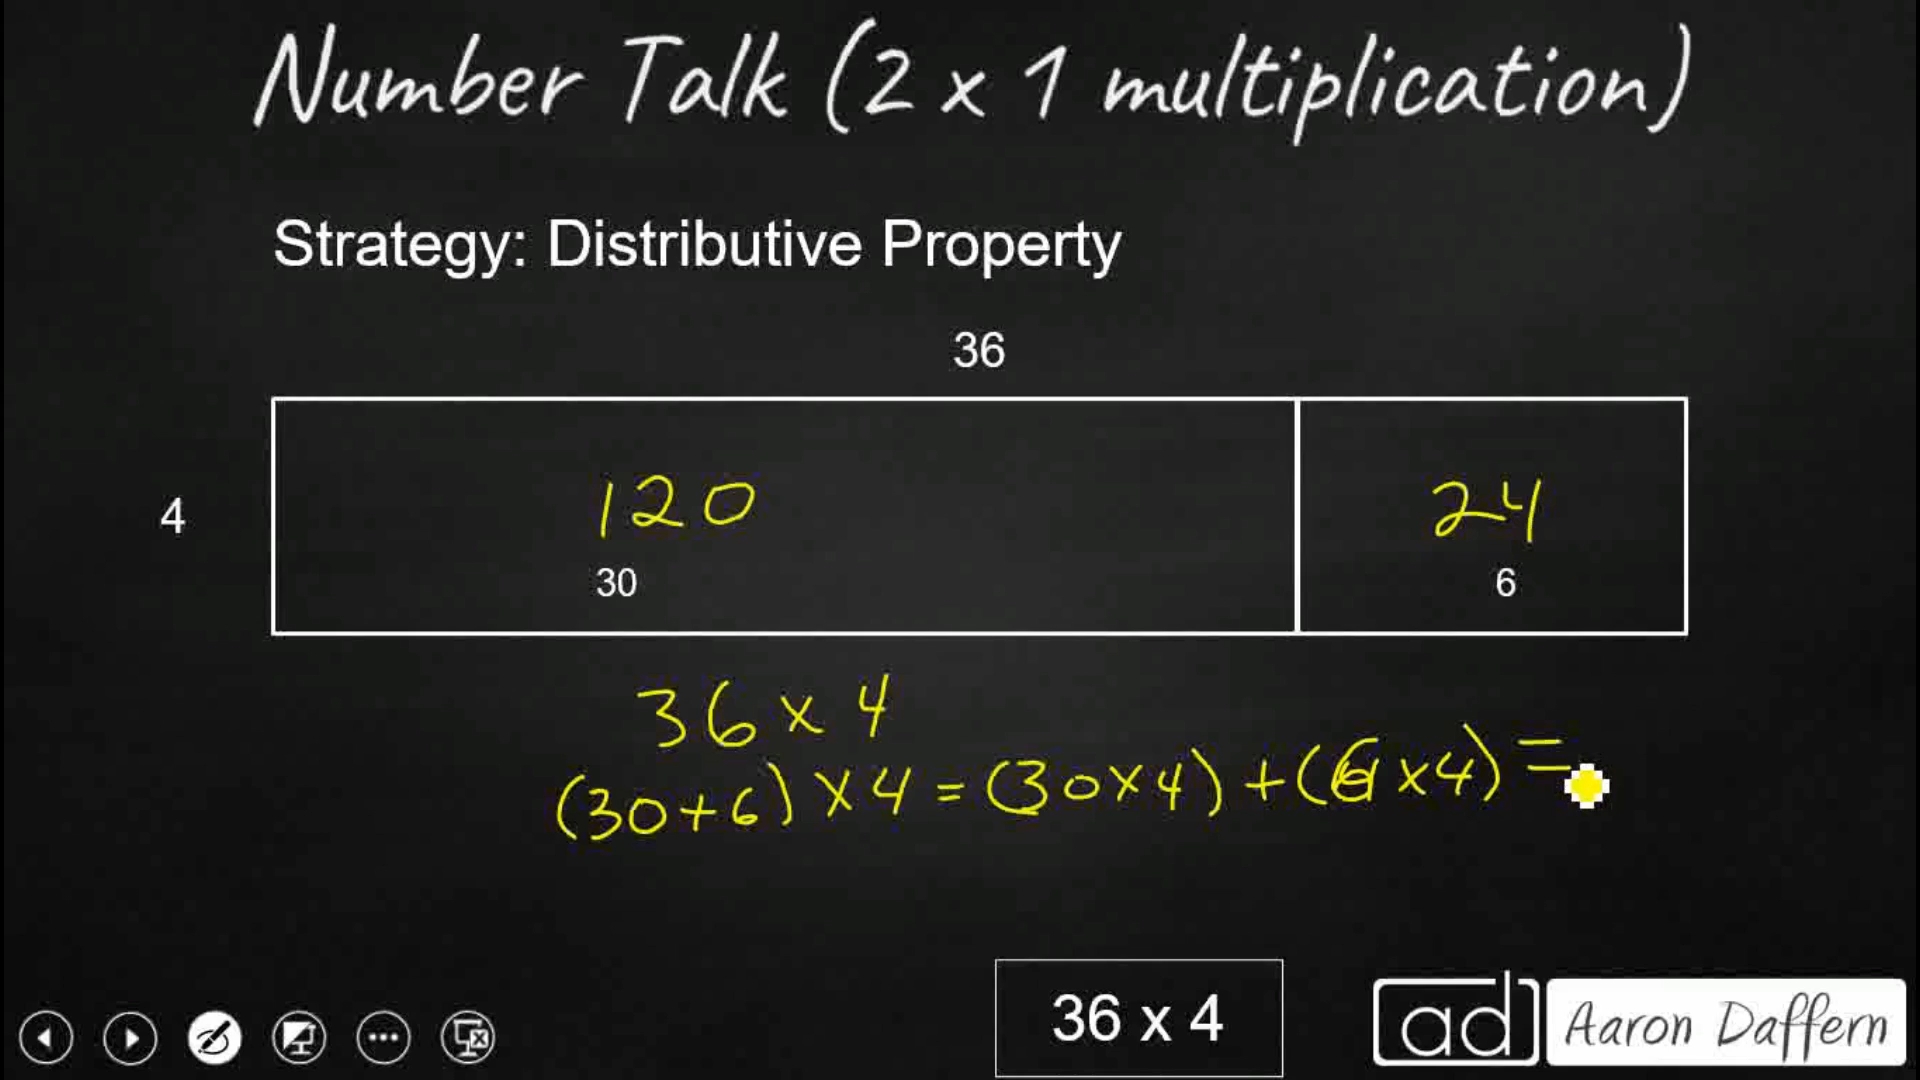 Number Talk (2 x 1 multiplication)
Strategy: Distributive Property
36
4
120
24
30
6
36 x 4
(30+6) x 4 = (30x4) + (6x4) =
36 x 4
ad
Aaron Daffern